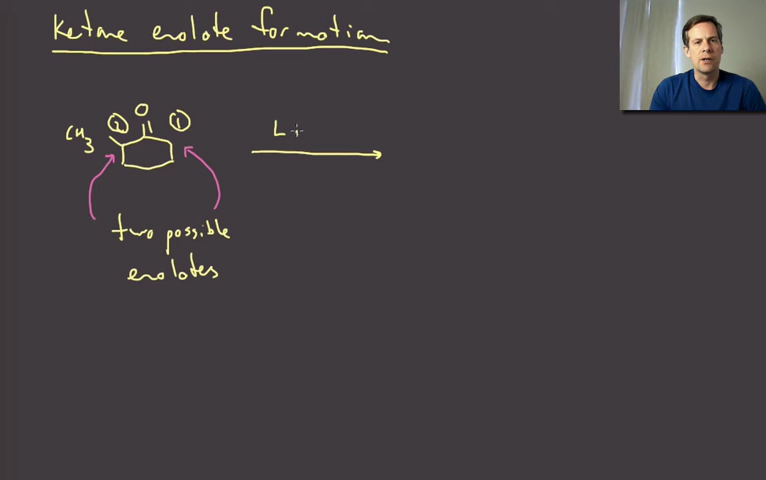 Ketone enolate formation
O
② ①
CH3
L
two possible
enolates